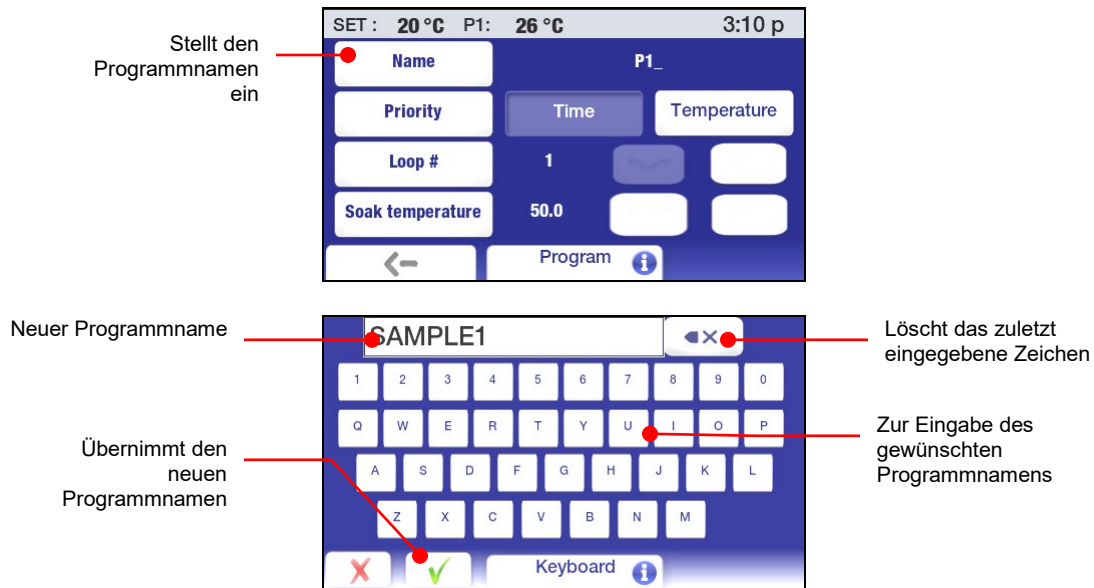 SET : 20 °C P1: 26 °C 3:10 p
Stellt den
Programmnamen
ein
Name P1_
Priority Time Temperature
Loop # 1
Soak temperature 50.0
Program i
Neuer Programmname
SAMPLE1
Löscht das zuletzt
eingegebene Zeichen
1 2 3 4 5 6 7 8 9 0
Q W E R T Y U I O P
Zur Eingabe des
gewünschten
Programmnamens
Übernimmt den
neuen
Programmnamen
A S D F G H J K L
Z X C V B N M
Keyboard i